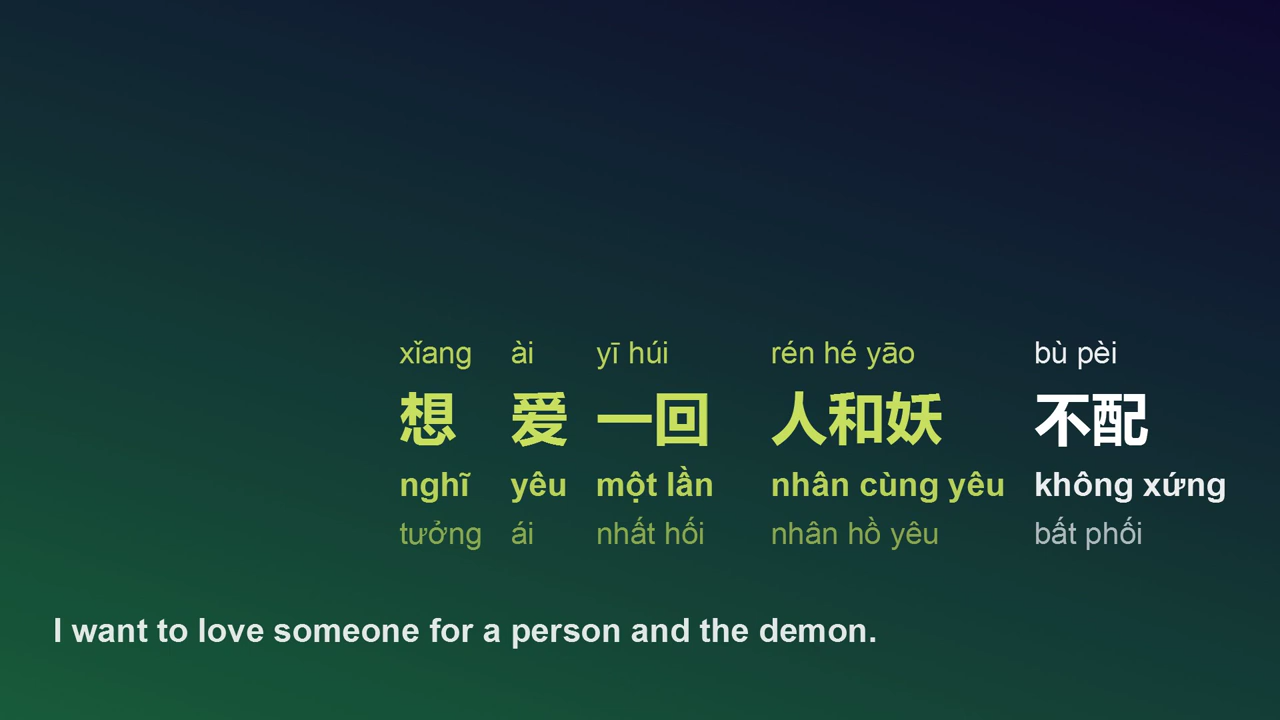 xǐang ài yī húi rén hé yāo bù pèi
想 爱 一回 人和妖 不配
nghĩ yêu một lần nhân cùng yêu không xứng
tưởng ái nhất hối nhân hồ yêu bất phối
I want to love someone for a person and the demon.